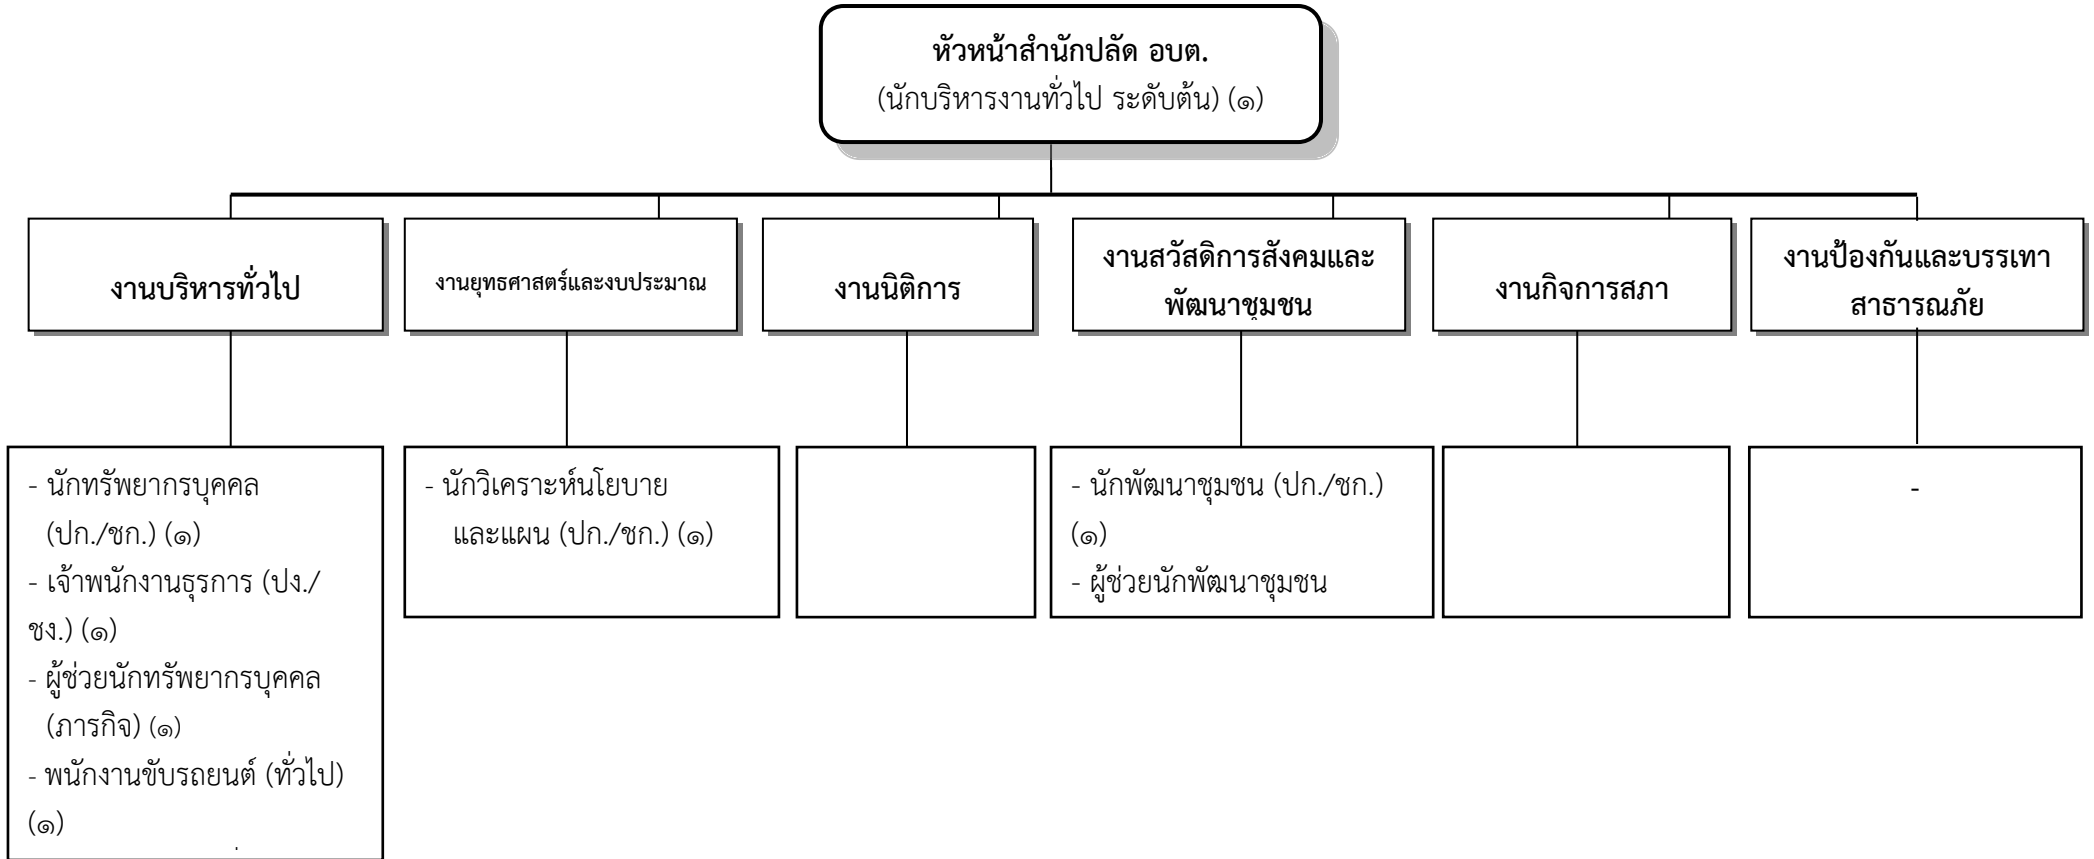 หัวหน้าสำนักปลัด อบต.
(นักบริหารงานทั่วไป ระดับต้น) (๑)
งานบริหารทั่วไป
งานยุทธศาสตร์และงบประมาณ
งานนิติการ
งานสวัสดิการสังคมและ
พัฒนาชุมชน
งานกิจการสภา
งานป้องกันและบรรเทา
สาธารณภัย
- นักทรัพยากรบุคคล
(ปก./ชก.) (๑)
- เจ้าพนักงานธุรการ (ปง./
ชง.) (๑)
- ผู้ช่วยนักทรัพยากรบุคคล
(ภารกิจ) (๑)
- พนักงานขับรถยนต์ (ทั่วไป)
(๑)
- นักวิเคราะห์นโยบาย
และแผน (ปก./ชก.) (๑)
- นักพัฒนาชุมชน (ปก./ชก.)
(๑)
- ผู้ช่วยนักพัฒนาชุมชน
-